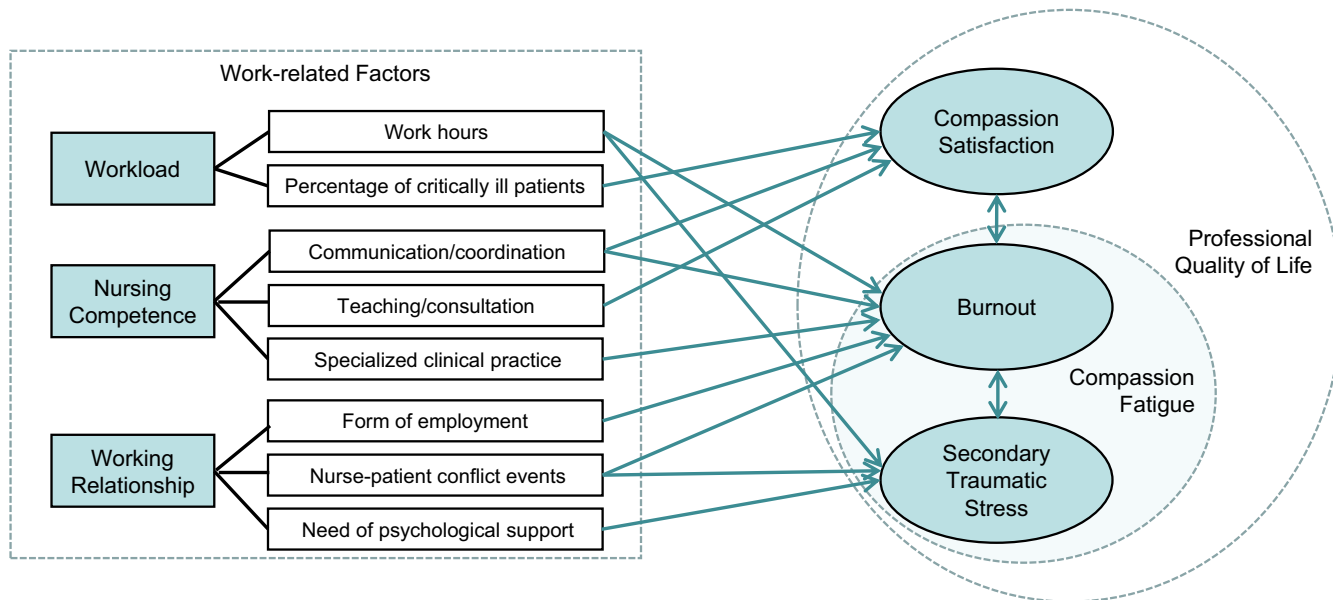 Work-related Factors
Workload
Work hours
Percentage of critically ill patients
Nursing
Competence
Communication/coordination
Teaching/consultation
Specialized clinical practice
Working
Relationship
Form of employment
Nurse-patient conflict events
Need of psychological support
Compassion
Satisfaction
Burnout
Secondary
Traumatic
Stress
Professional
Quality of Life
Compassion
Fatigue